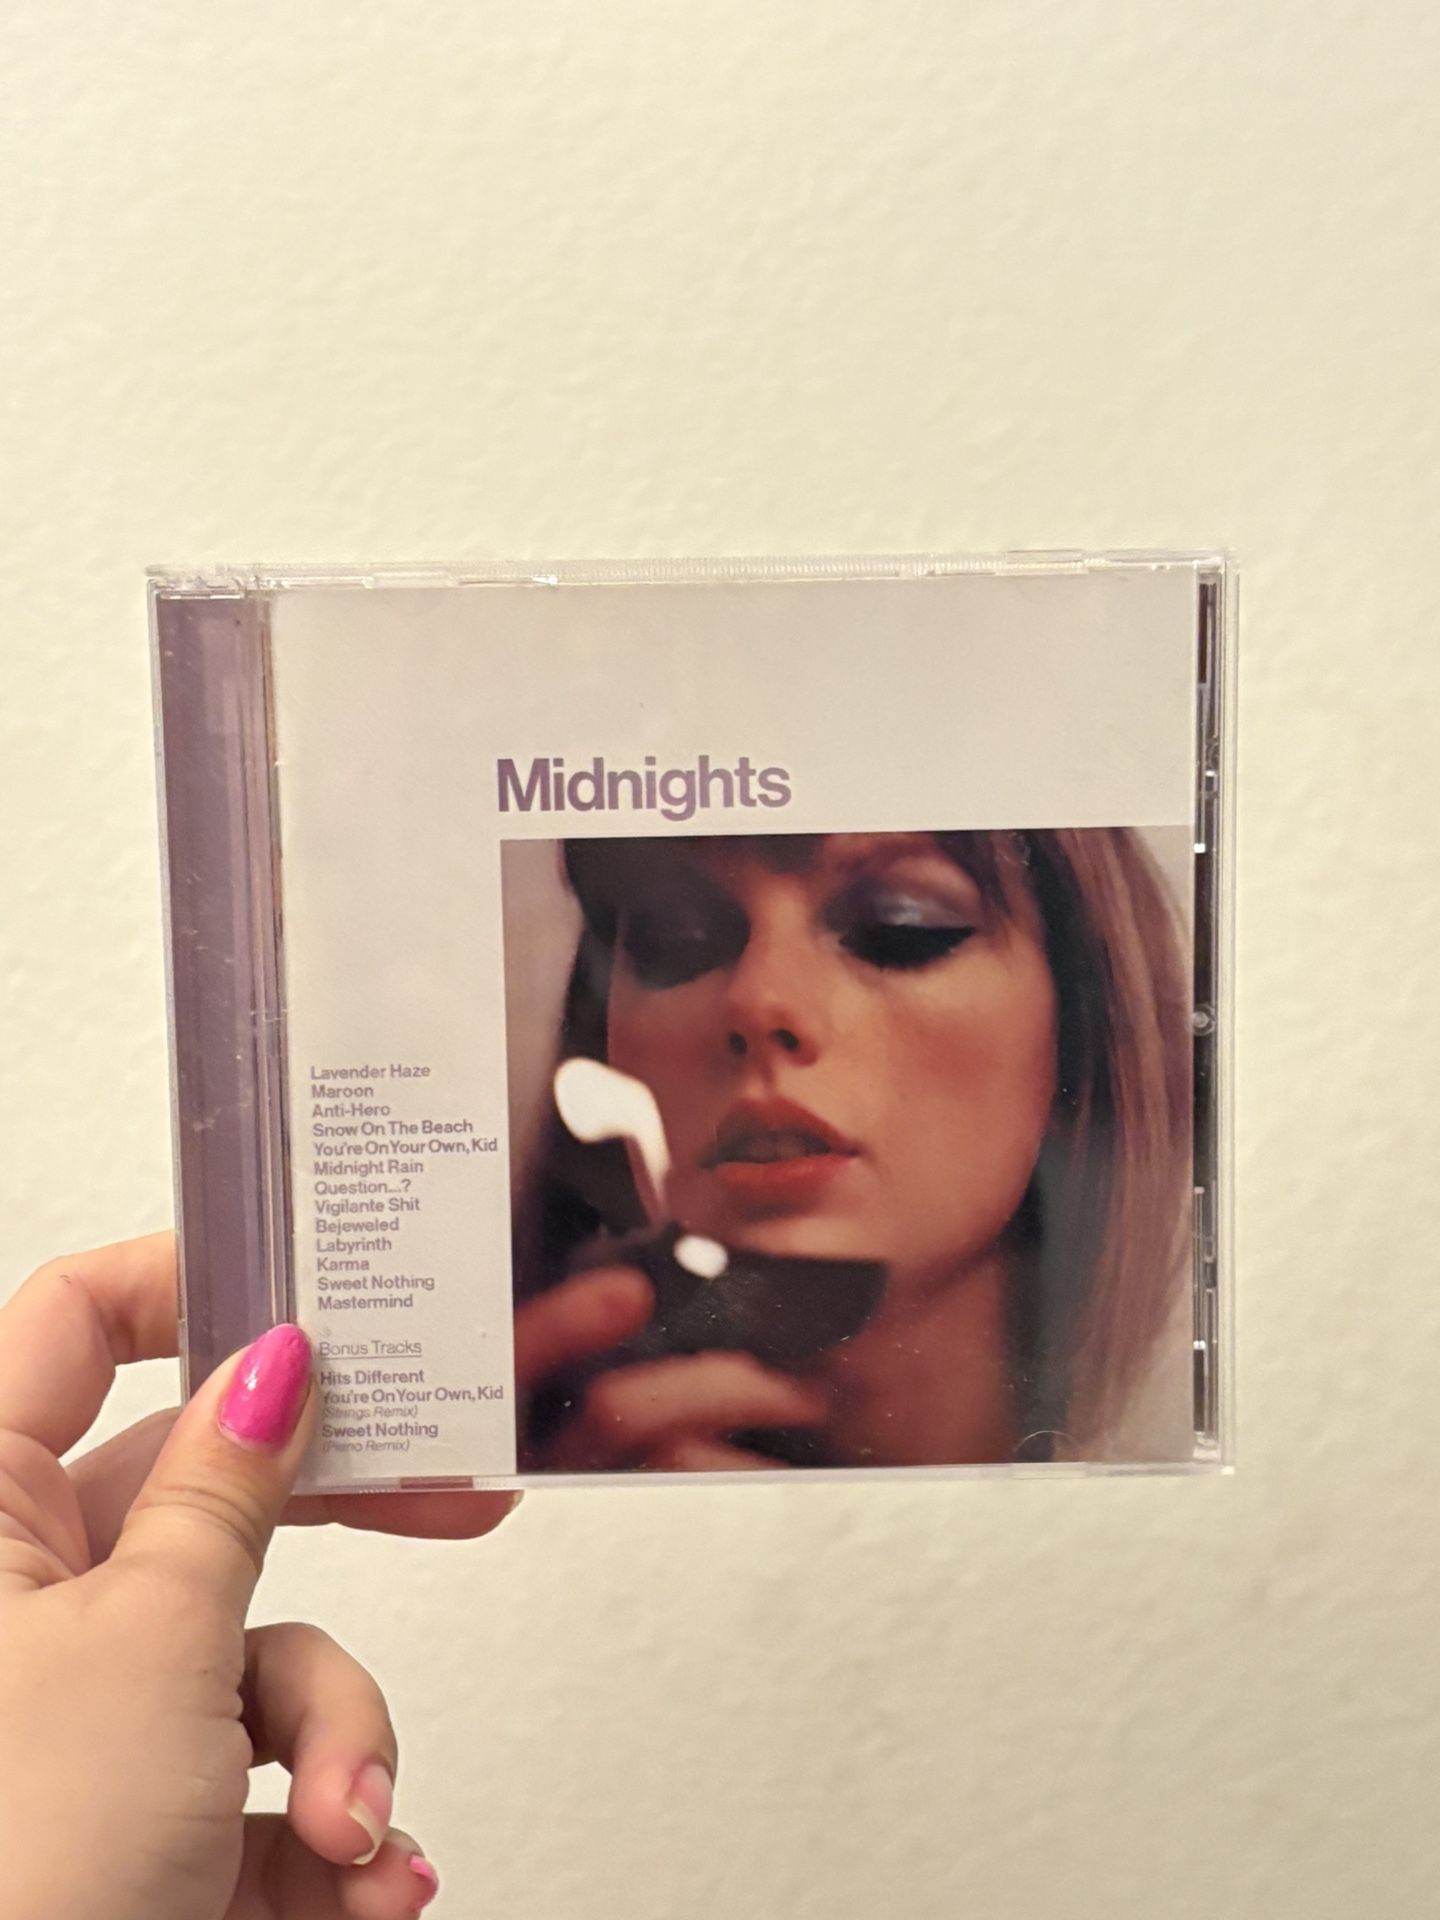 Midnights
Lavender Haze
Maroon
Anti-Hero
Snow On The Beach
You're On Your Own, Kid
Midnight Rain
Question...?
Vigilante Shit
Bejeweled
Labyrinth
Karma
Sweet Nothing
Mastermind
Bonus Tracks
Hits Different
You're On Your Own, Kid
(Strings Remix)
Sweet Nothing
(Piano Remix)